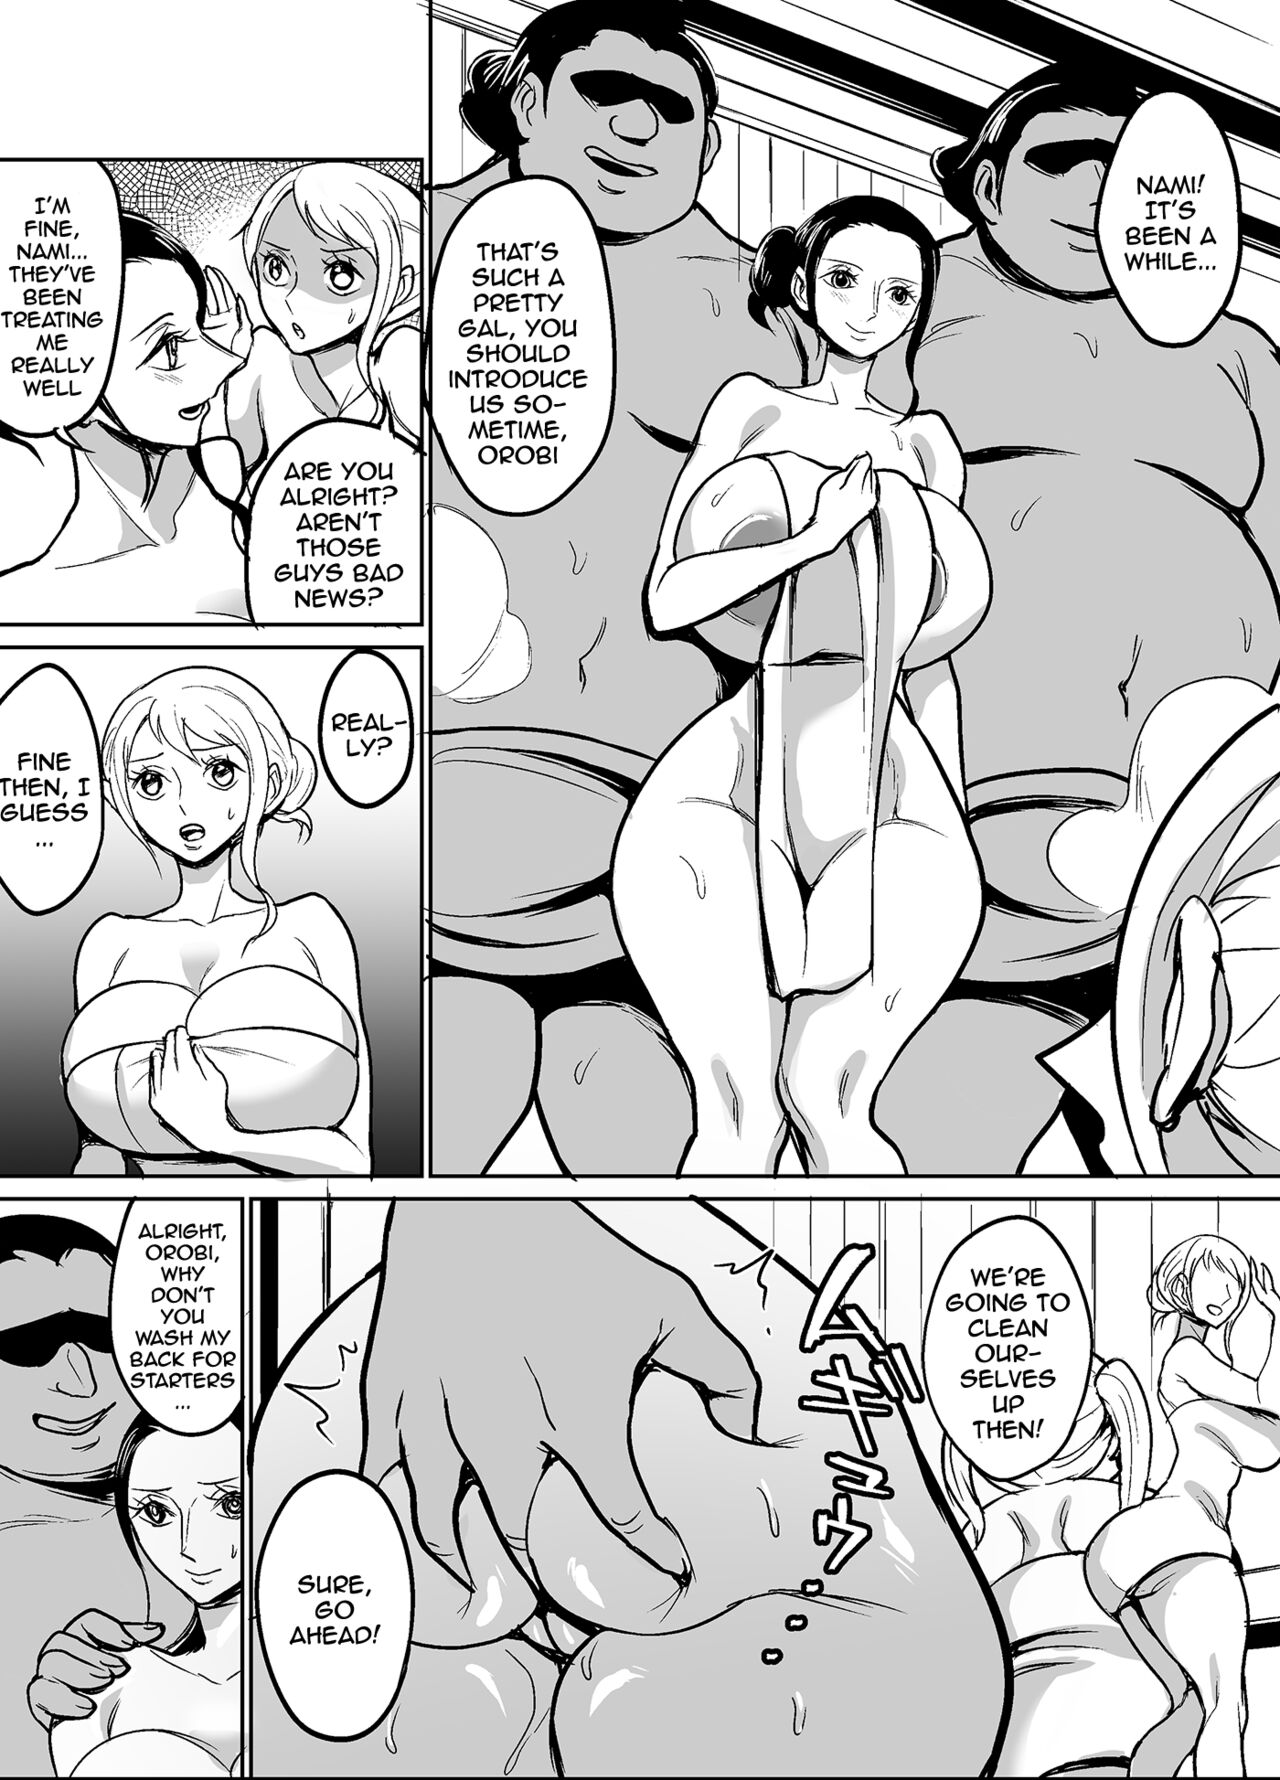 NAMI!
IT'S
BEEN A
WHILE...
THAT'S
SUCH A
PRETTY
GAL, YOU
SHOULD
INTRODUCE
US SO-
METIME,
OROBI
ARE YOU
ALRIGHT?
AREN'T
THOSE
GUYS BAD
NEWS?
I'M
FINE,
NAMI...
THEY'VE
BEEN
TREATING
ME
REALLY
WELL
REAL-
LY?
FINE
THEN, I
GUESS
...
WE'RE
GOING TO
CLEAN
OUR-
SELVES
UP
THEN!
ムギュウ...
SURE,
GO
AHEAD!
ALRIGHT,
OROBI,
WHY
DON'T
YOU
WASH MY
BACK FOR
STARTERS
...